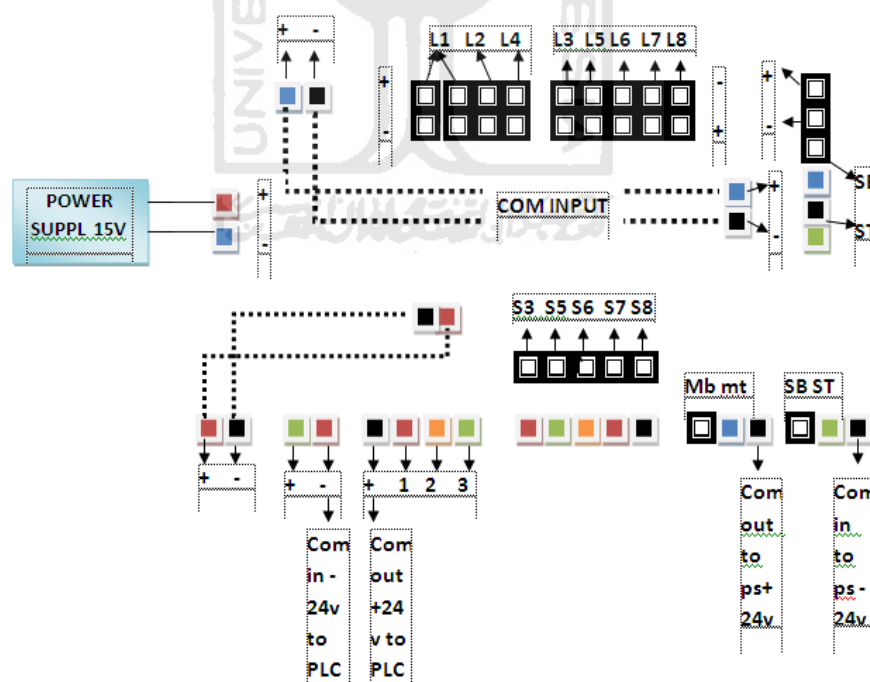 + -
L1 L2 L4
L3 L5 L6 L7 L8
+
-
-
+
+
-
SB
ST
POWER
SUPPL 15V
+
-
COM INPUT
+
-
S3 S5 S6 S7 S8
Mb mt
SB ST
+ -
+ -
+ 1 2 3
Com
in -
24v
to
PLC
Com
out
+24
v to
PLC
Com
out
to
ps+
24v
Com
in
to
ps -
24v